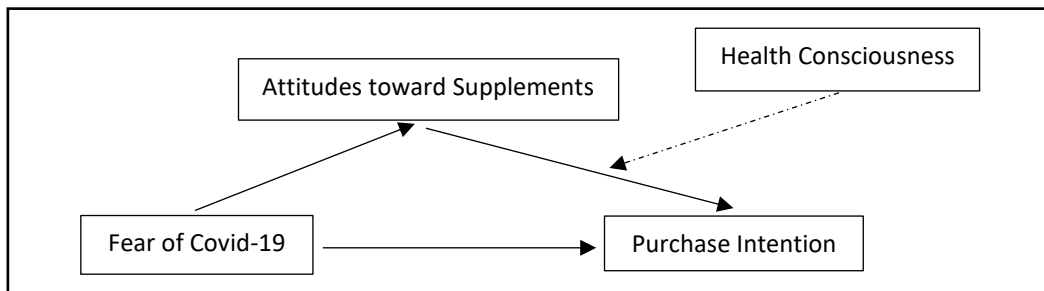 Health Consciousness
Attitudes toward Supplements
Fear of Covid-19
Purchase Intention